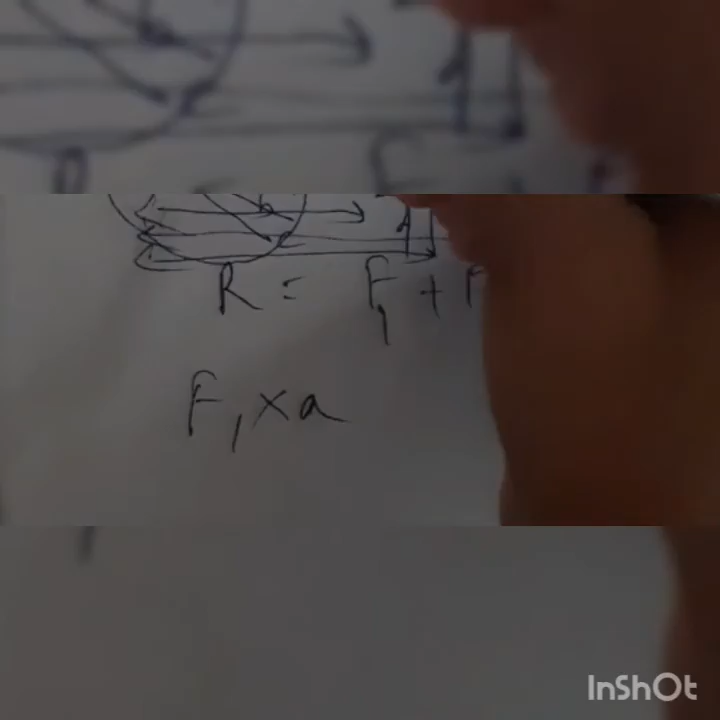 R = F1 + F
F1 × a
InShOt